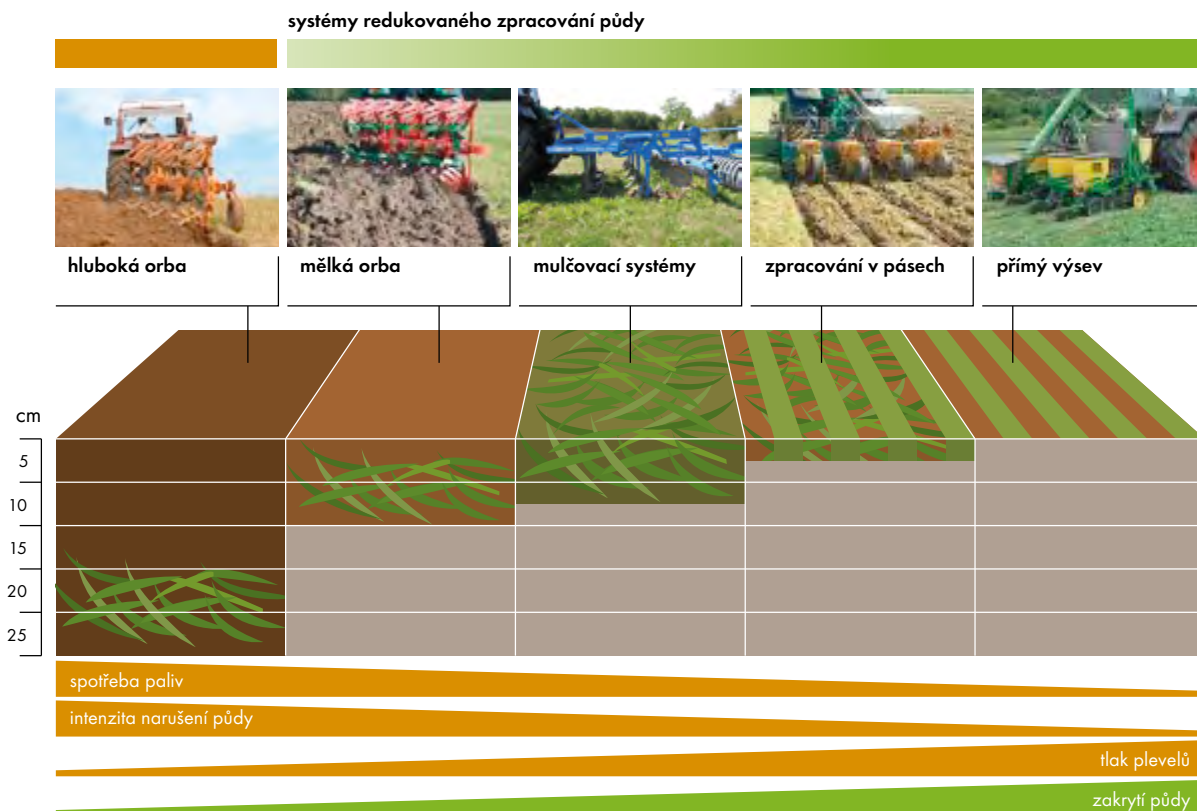 systémy redukovaného zpracování půdy
hluboká orba
mělká orba
mulčovací systémy
zpracování v pásech
přímý výsev
cm
5
10
15
20
25
spotřeba paliv
intenzita narušení půdy
tlak plevelů
zakrytí půdy